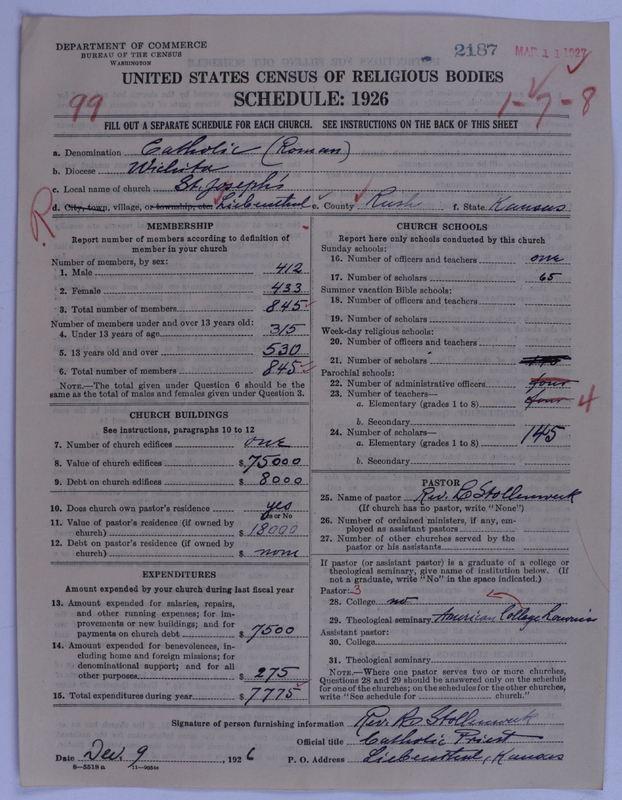 DEPARTMENT OF COMMERCE
BUREAU OF THE CENSUS
WASHINGTON
2187
MAR 11 1927
UNITED STATES CENSUS OF RELIGIOUS BODIES
SCHEDULE: 1926
99
1-7-8
FILL OUT A SEPARATE SCHEDULE FOR EACH CHURCH. SEE INSTRUCTIONS ON THE BACK OF THIS SHEET
a. Denomination Catholic (Roman)
b. Diocese Wichita
c. Local name of church St. Joseph's
R
d. City, town, village, or township, etc. Liebenthal e. County Rush f. State Kansas
MEMBERSHIP
Report number of members according to definition of
member in your church
Number of members, by sex:
1. Male 412
2. Female 433
3. Total number of members 845
Number of members under and over 13 years old:
4. Under 13 years of age 315
5. 13 years old and over 530
6. Total number of members 845
NOTE.—The total given under Question 6 should be the
same as the total of males and females given under Question 3.
CHURCH BUILDINGS
See instructions, paragraphs 10 to 12
7. Number of church edifices one
8. Value of church edifices $ 75000
9. Debt on church edifices $ 8000
10. Does church own pastor's residence yes
Yes or No
11. Value of pastor's residence (if owned by
church) $ 18000
12. Debt on pastor's residence (if owned by
church) $ none
EXPENDITURES
Amount expended by your church during last fiscal year
13. Amount expended for salaries, repairs,
and other running expenses; for im-
provements or new buildings; and for
payments on church debt $ 7500
14. Amount expended for benevolences, in-
cluding home and foreign missions; for
denominational support; and for all
other purposes $ 275
15. Total expenditures during year $ 7775
CHURCH SCHOOLS
Report here only schools conducted by this church
Sunday schools:
16. Number of officers and teachers one
17. Number of scholars 65
Summer vacation Bible schools:
18. Number of officers and teachers
19. Number of scholars
Week-day religious schools:
20. Number of officers and teachers
21. Number of scholars
Parochial schools:
22. Number of administrative officers four
23. Number of teachers—
a. Elementary (grades 1 to 8) four 4
b. Secondary
24. Number of scholars—
a. Elementary (grades 1 to 8) 145
b. Secondary
PASTOR
25. Name of pastor Rev. L Stollenwerk
(If church has no pastor, write "None")
26. Number of ordained ministers, if any, em-
ployed as assistant pastors
27. Number of other churches served by the
pastor or his assistants
If pastor (or assistant pastor) is a graduate of a college or
theological seminary, give name of institution below. (If
not a graduate, write "No" in the space indicated.)
Pastor: 3
28. College no
29. Theological seminary American College
Assistant pastor:
30. College
31. Theological seminary
NOTE.—Where one pastor serves two or more churches,
Questions 28 and 29 should be answered only on the schedule
for one of the churches; on the schedules for the other churches,
write "See schedule for church."
Signature of person furnishing information Rev. Stollenwerk
Official title Catholic Priest
Date Dec. 9, 1926 P. O. Address Liebenthal, Kansas
8-5518 a